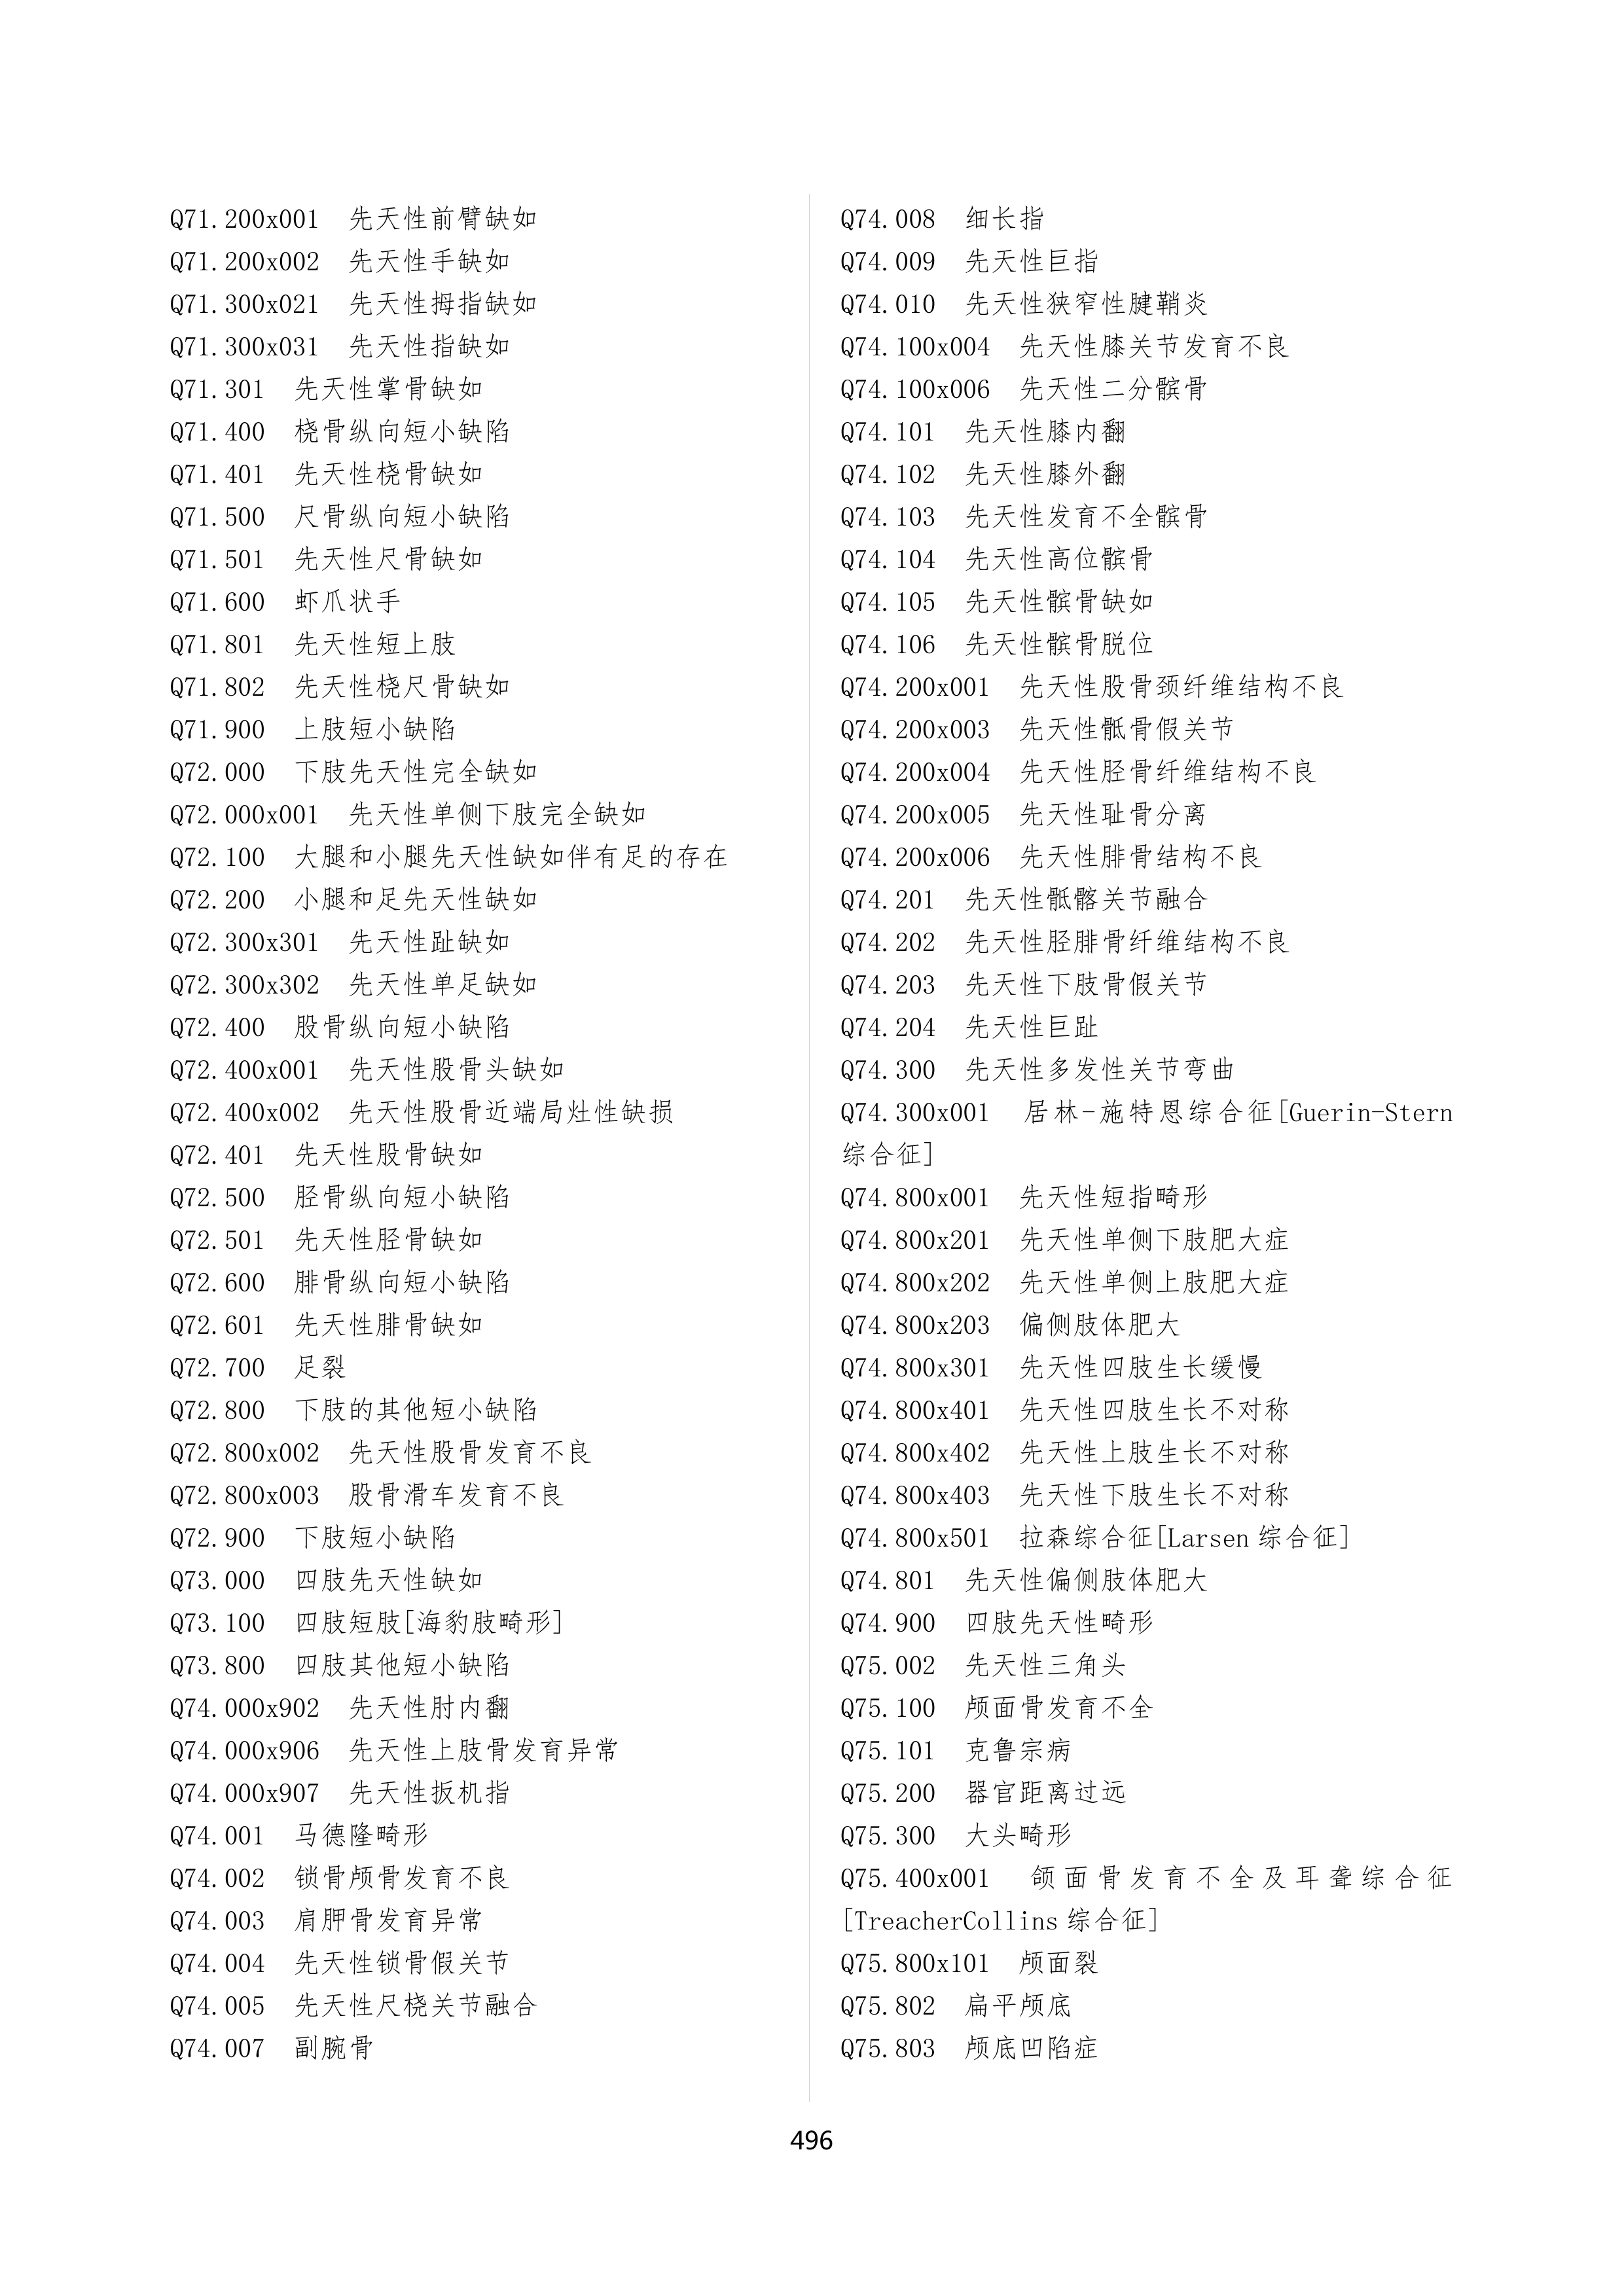 Q71.200x001 先天性前臂缺如
Q71.200x002 先天性手缺如
Q71.300x021 先天性拇指缺如
Q71.300x031 先天性指缺如
Q71.301 先天性掌骨缺如
Q71.400 桡骨纵向短小缺陷
Q71.401 先天性桡骨缺如
Q71.500 尺骨纵向短小缺陷
Q71.501 先天性尺骨缺如
Q71.600 虾爪状手
Q71.801 先天性短上肢
Q71.802 先天性桡尺骨缺如
Q71.900 上肢短小缺陷
Q72.000 下肢先天性完全缺如
Q72.000x001 先天性单侧下肢完全缺如
Q72.100 大腿和小腿先天性缺如伴有足的存在
Q72.200 小腿和足先天性缺如
Q72.300x301 先天性趾缺如
Q72.300x302 先天性单足缺如
Q72.400 股骨纵向短小缺陷
Q72.400x001 先天性股骨头缺如
Q72.400x002 先天性股骨近端局灶性缺损
Q72.401 先天性股骨缺如
Q72.500 胫骨纵向短小缺陷
Q72.501 先天性胫骨缺如
Q72.600 腓骨纵向短小缺陷
Q72.601 先天性腓骨缺如
Q72.700 足裂
Q72.800 下肢的其他短小缺陷
Q72.800x002 先天性股骨发育不良
Q72.800x003 股骨滑车发育不良
Q72.900 下肢短小缺陷
Q73.000 四肢先天性缺如
Q73.100 四肢短肢[海豹肢畸形]
Q73.800 四肢其他短小缺陷
Q74.000x902 先天性肘内翻
Q74.000x906 先天性上肢骨发育异常
Q74.000x907 先天性扳机指
Q74.001 马德隆畸形
Q74.002 锁骨颅骨发育不良
Q74.003 肩胛骨发育异常
Q74.004 先天性锁骨假关节
Q74.005 先天性尺桡关节融合
Q74.007 副腕骨
Q74.008 细长指
Q74.009 先天性巨指
Q74.010 先天性狭窄性腱鞘炎
Q74.100x004 先天性膝关节发育不良
Q74.100x006 先天性二分髌骨
Q74.101 先天性膝内翻
Q74.102 先天性膝外翻
Q74.103 先天性发育不全髌骨
Q74.104 先天性高位髌骨
Q74.105 先天性髌骨缺如
Q74.106 先天性髌骨脱位
Q74.200x001 先天性股骨颈纤维结构不良
Q74.200x003 先天性骶骨假关节
Q74.200x004 先天性胫骨纤维结构不良
Q74.200x005 先天性耻骨分离
Q74.200x006 先天性腓骨结构不良
Q74.201 先天性骶髂关节融合
Q74.202 先天性胫腓骨纤维结构不良
Q74.203 先天性下肢骨假关节
Q74.204 先天性巨趾
Q74.300 先天性多发性关节弯曲
Q74.300x001 居林-施特恩综合征[Guerin-Stern
综合征]
Q74.800x001 先天性短指畸形
Q74.800x201 先天性单侧下肢肥大症
Q74.800x202 先天性单侧上肢肥大症
Q74.800x203 偏侧肢体肥大
Q74.800x301 先天性四肢生长缓慢
Q74.800x401 先天性四肢生长不对称
Q74.800x402 先天性上肢生长不对称
Q74.800x403 先天性下肢生长不对称
Q74.800x501 拉森综合征[Larsen综合征]
Q74.801 先天性偏侧肢体肥大
Q74.900 四肢先天性畸形
Q75.002 先天性三角头
Q75.100 颅面骨发育不全
Q75.101 克鲁宗病
Q75.200 器官距离过远
Q75.300 大头畸形
Q75.400x001 颌面骨发育不全及耳聋综合征
[TreacherCollins综合征]
Q75.800x101 颅面裂
Q75.802 扁平颅底
Q75.803 颅底凹陷症
496